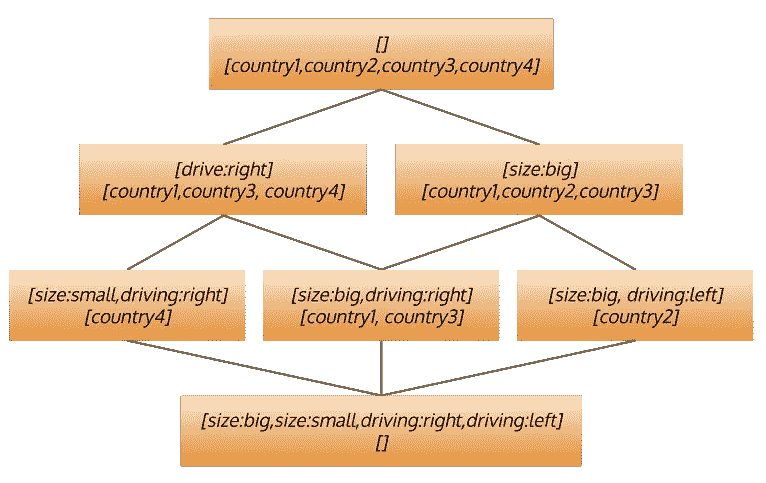 []
[country1,country2,country3,country4]
[drive:right]
[country1,country3, country4]
[size:big]
[country1,country2,country3]
[size:small,driving:right]
[country4]
[size:big,driving:right]
[country1, country3]
[size:big, driving:left]
[country2]
[size:big,size:small,driving:right,driving:left]
[]